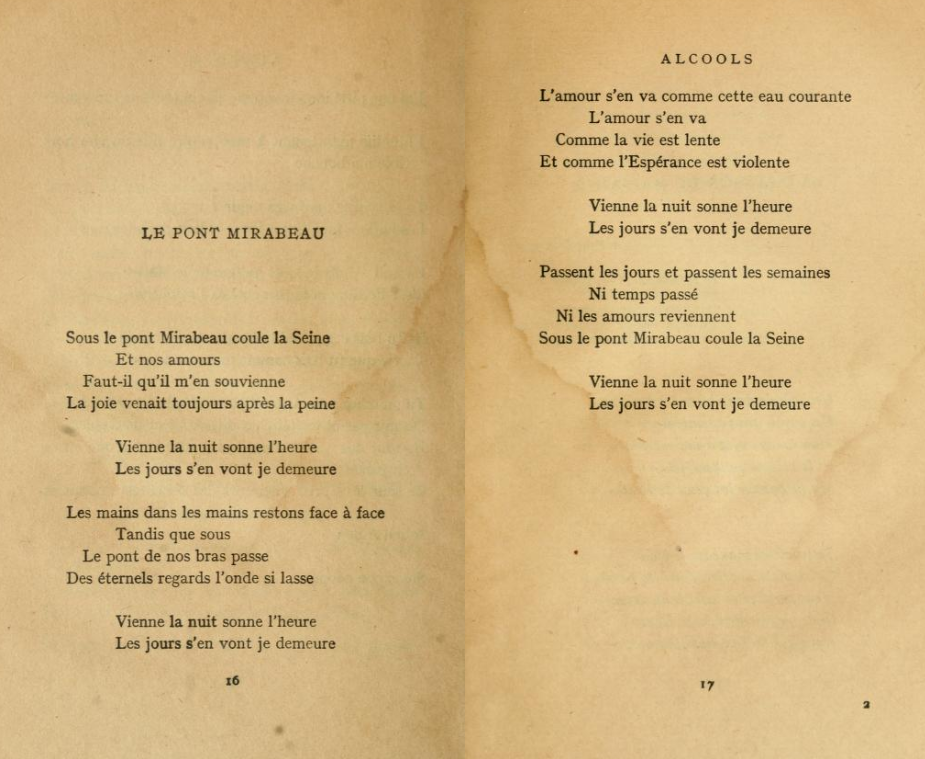 LE PONT MIRABEAU
Sous le pont Mirabeau coule la Seine
Et nos amours
Faut-il qu'il m'en souvienne
La joie venait toujours après la peine
Vienne la nuit sonne l'heure
Les jours s'en vont je demeure
Les mains dans les mains restons face à face
Tandis que sous
Le pont de nos bras passe
Des éternels regards l'onde si lasse
Vienne la nuit sonne l'heure
Les jours s'en vont je demeure
16
ALCOOLS
L'amour s'en va comme cette eau courante
L'amour s'en va
Comme la vie est lente
Et comme l'Espérance est violente
Vienne la nuit sonne l'heure
Les jours s'en vont je demeure
Passent les jours et passent les semaines
Ni temps passé
Ni les amours reviennent
Sous le pont Mirabeau coule la Seine
Vienne la nuit sonne l'heure
Les jours s'en vont je demeure
17
2